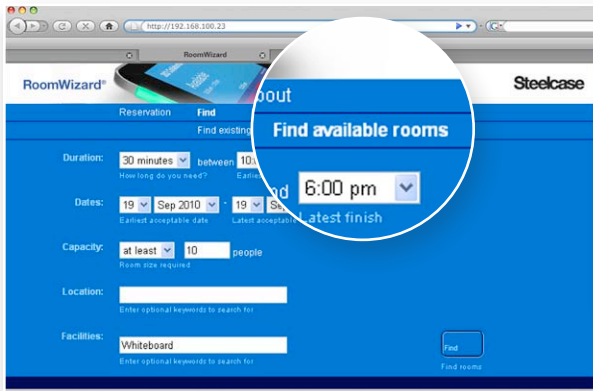 http://192.168.100.23
RoomWizard
RoomWizard®
Steelcase
Reservation Find bout
Find existing Find available rooms
Duration: 30 minutes between 10: nd 6:00 pm
How long do you need? Earlies Latest finish
Dates: 19 Sep 2010 - 19 Se
Earliest acceptable date Latest acceptable
Capacity: at least 10 people
Room size required
Location:
Enter optional keywords to search for
Facilities: Whiteboard
Enter optional keywords to search for
Find
Find rooms